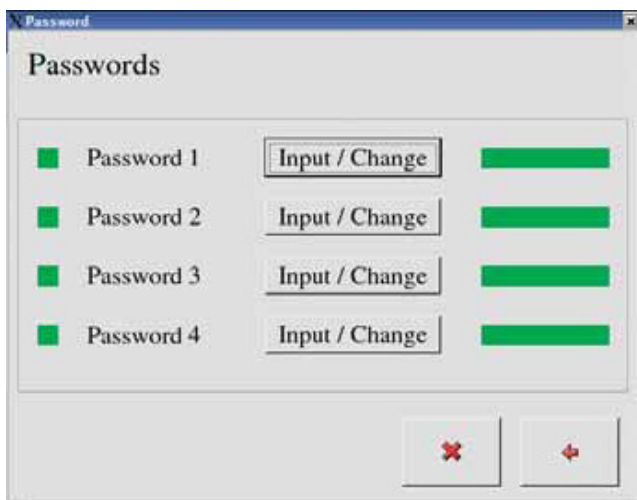 Password
Passwords
Password 1 Input / Change
Password 2 Input / Change
Password 3 Input / Change
Password 4 Input / Change